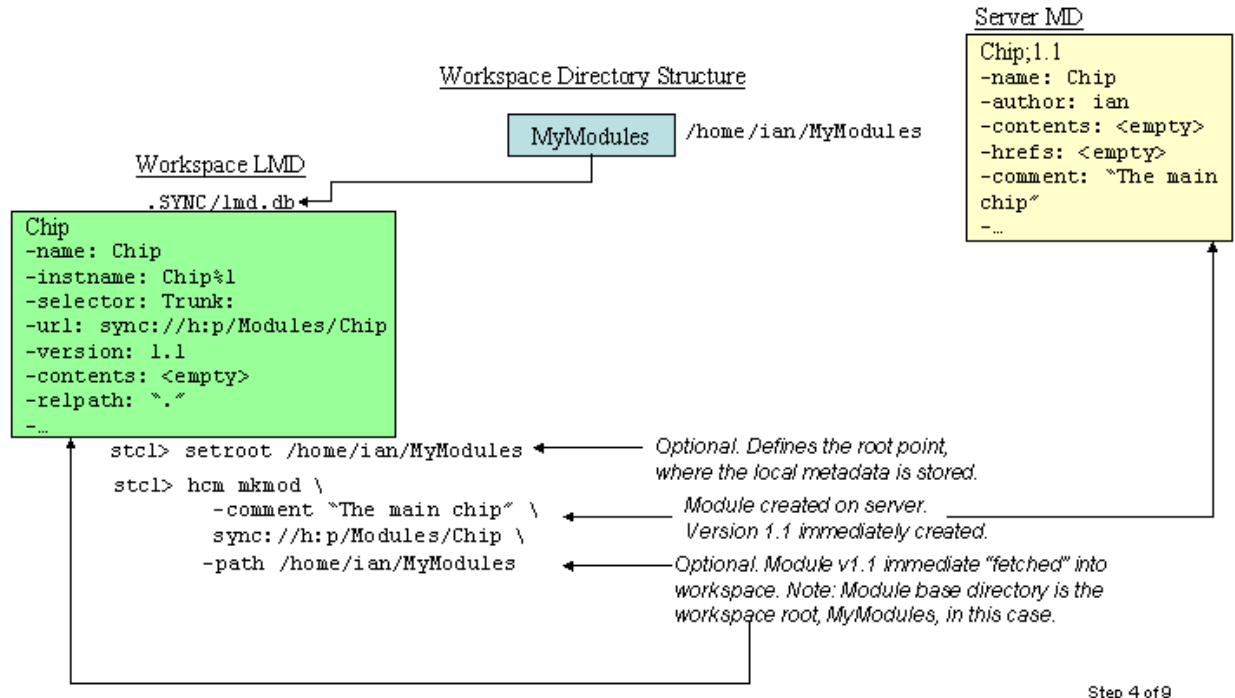 Server MD
Chip;1.1
-name: Chip
-author: ian
-contents: <empty>
-hrefs: <empty>
-comment: "The main
chip"
-…
Workspace Directory Structure
MyModules
/home/ian/MyModules
Workspace LMD
.SYNC/lmd.db
Chip
-name: Chip
-instname: Chip%1
-selector: Trunk:
-url: sync://h:p/Modules/Chip
-version: 1.1
-contents: <empty>
-relpath: "."
-…
stcl> setroot /home/ian/MyModules
Optional. Defines the root point,
where the local metadata is stored.
stcl> hcm mkmod \
-comment "The main chip" \
sync://h:p/Modules/Chip \
-path /home/ian/MyModules
Module created on server.
Version 1.1 immediately created.
Optional. Module v1.1 immediate "fetched" into
workspace. Note: Module base directory is the
workspace root, MyModules, in this case.
Step 4 of 9